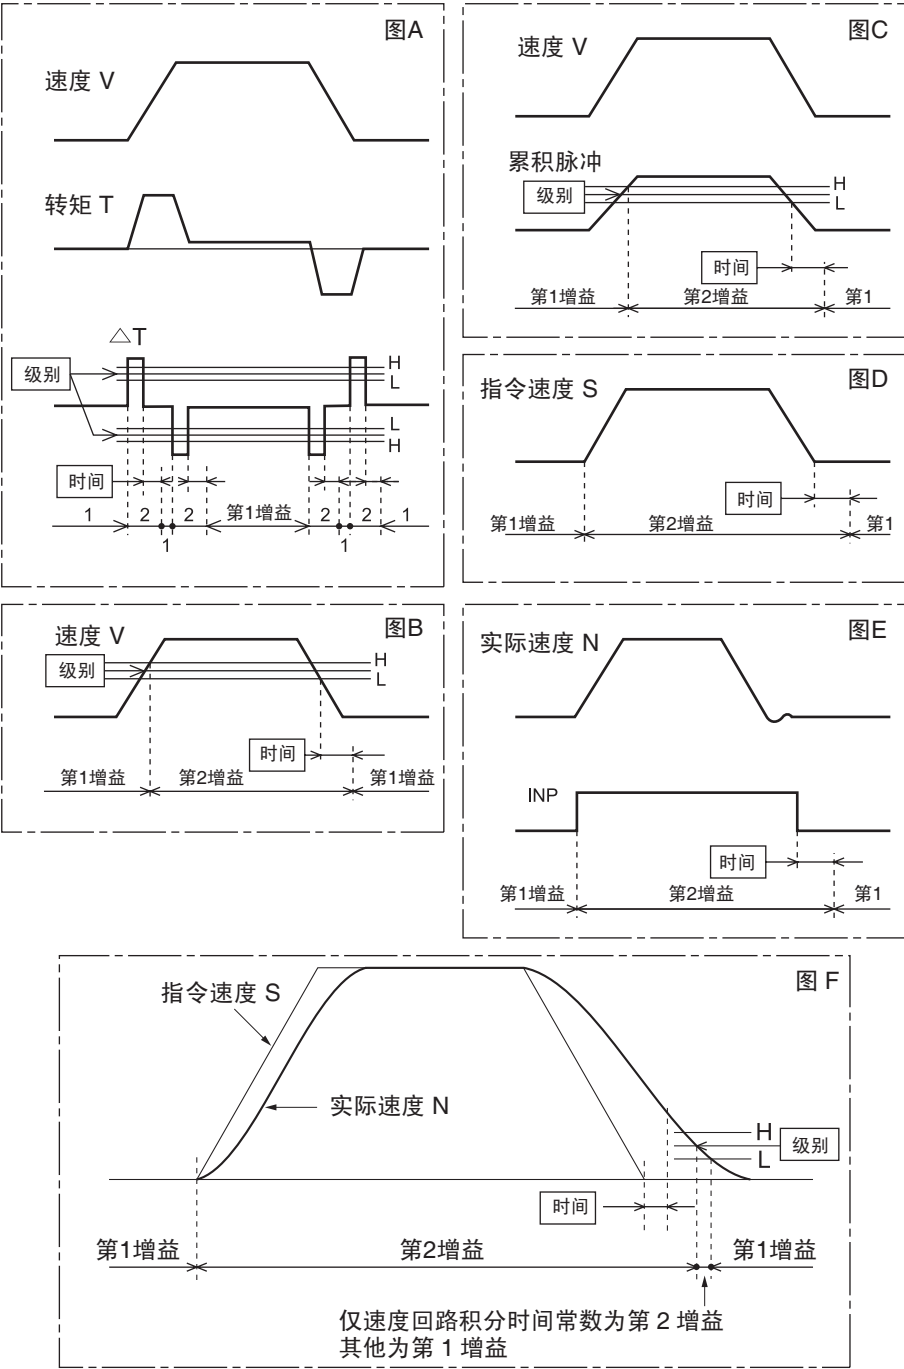 图A
速度 V
转矩 T
△T
级别
H
L
L
H
时间
1 2 2 第1增益 2 2 1
1 1
图B
速度 V
级别
H
L
时间
第1增益 第2增益 第1增益
图C
速度 V
累积脉冲
级别
H
L
时间
第1增益 第2增益 第1
图D
指令速度 S
时间
第1增益 第2增益 第1
图E
实际速度 N
INP
时间
第1增益 第2增益 第1
图 F
指令速度 S
实际速度 N
H
级别
L
时间
第1增益 第2增益 第1增益
仅速度回路积分时间常数为第 2 增益
其他为第 1 增益